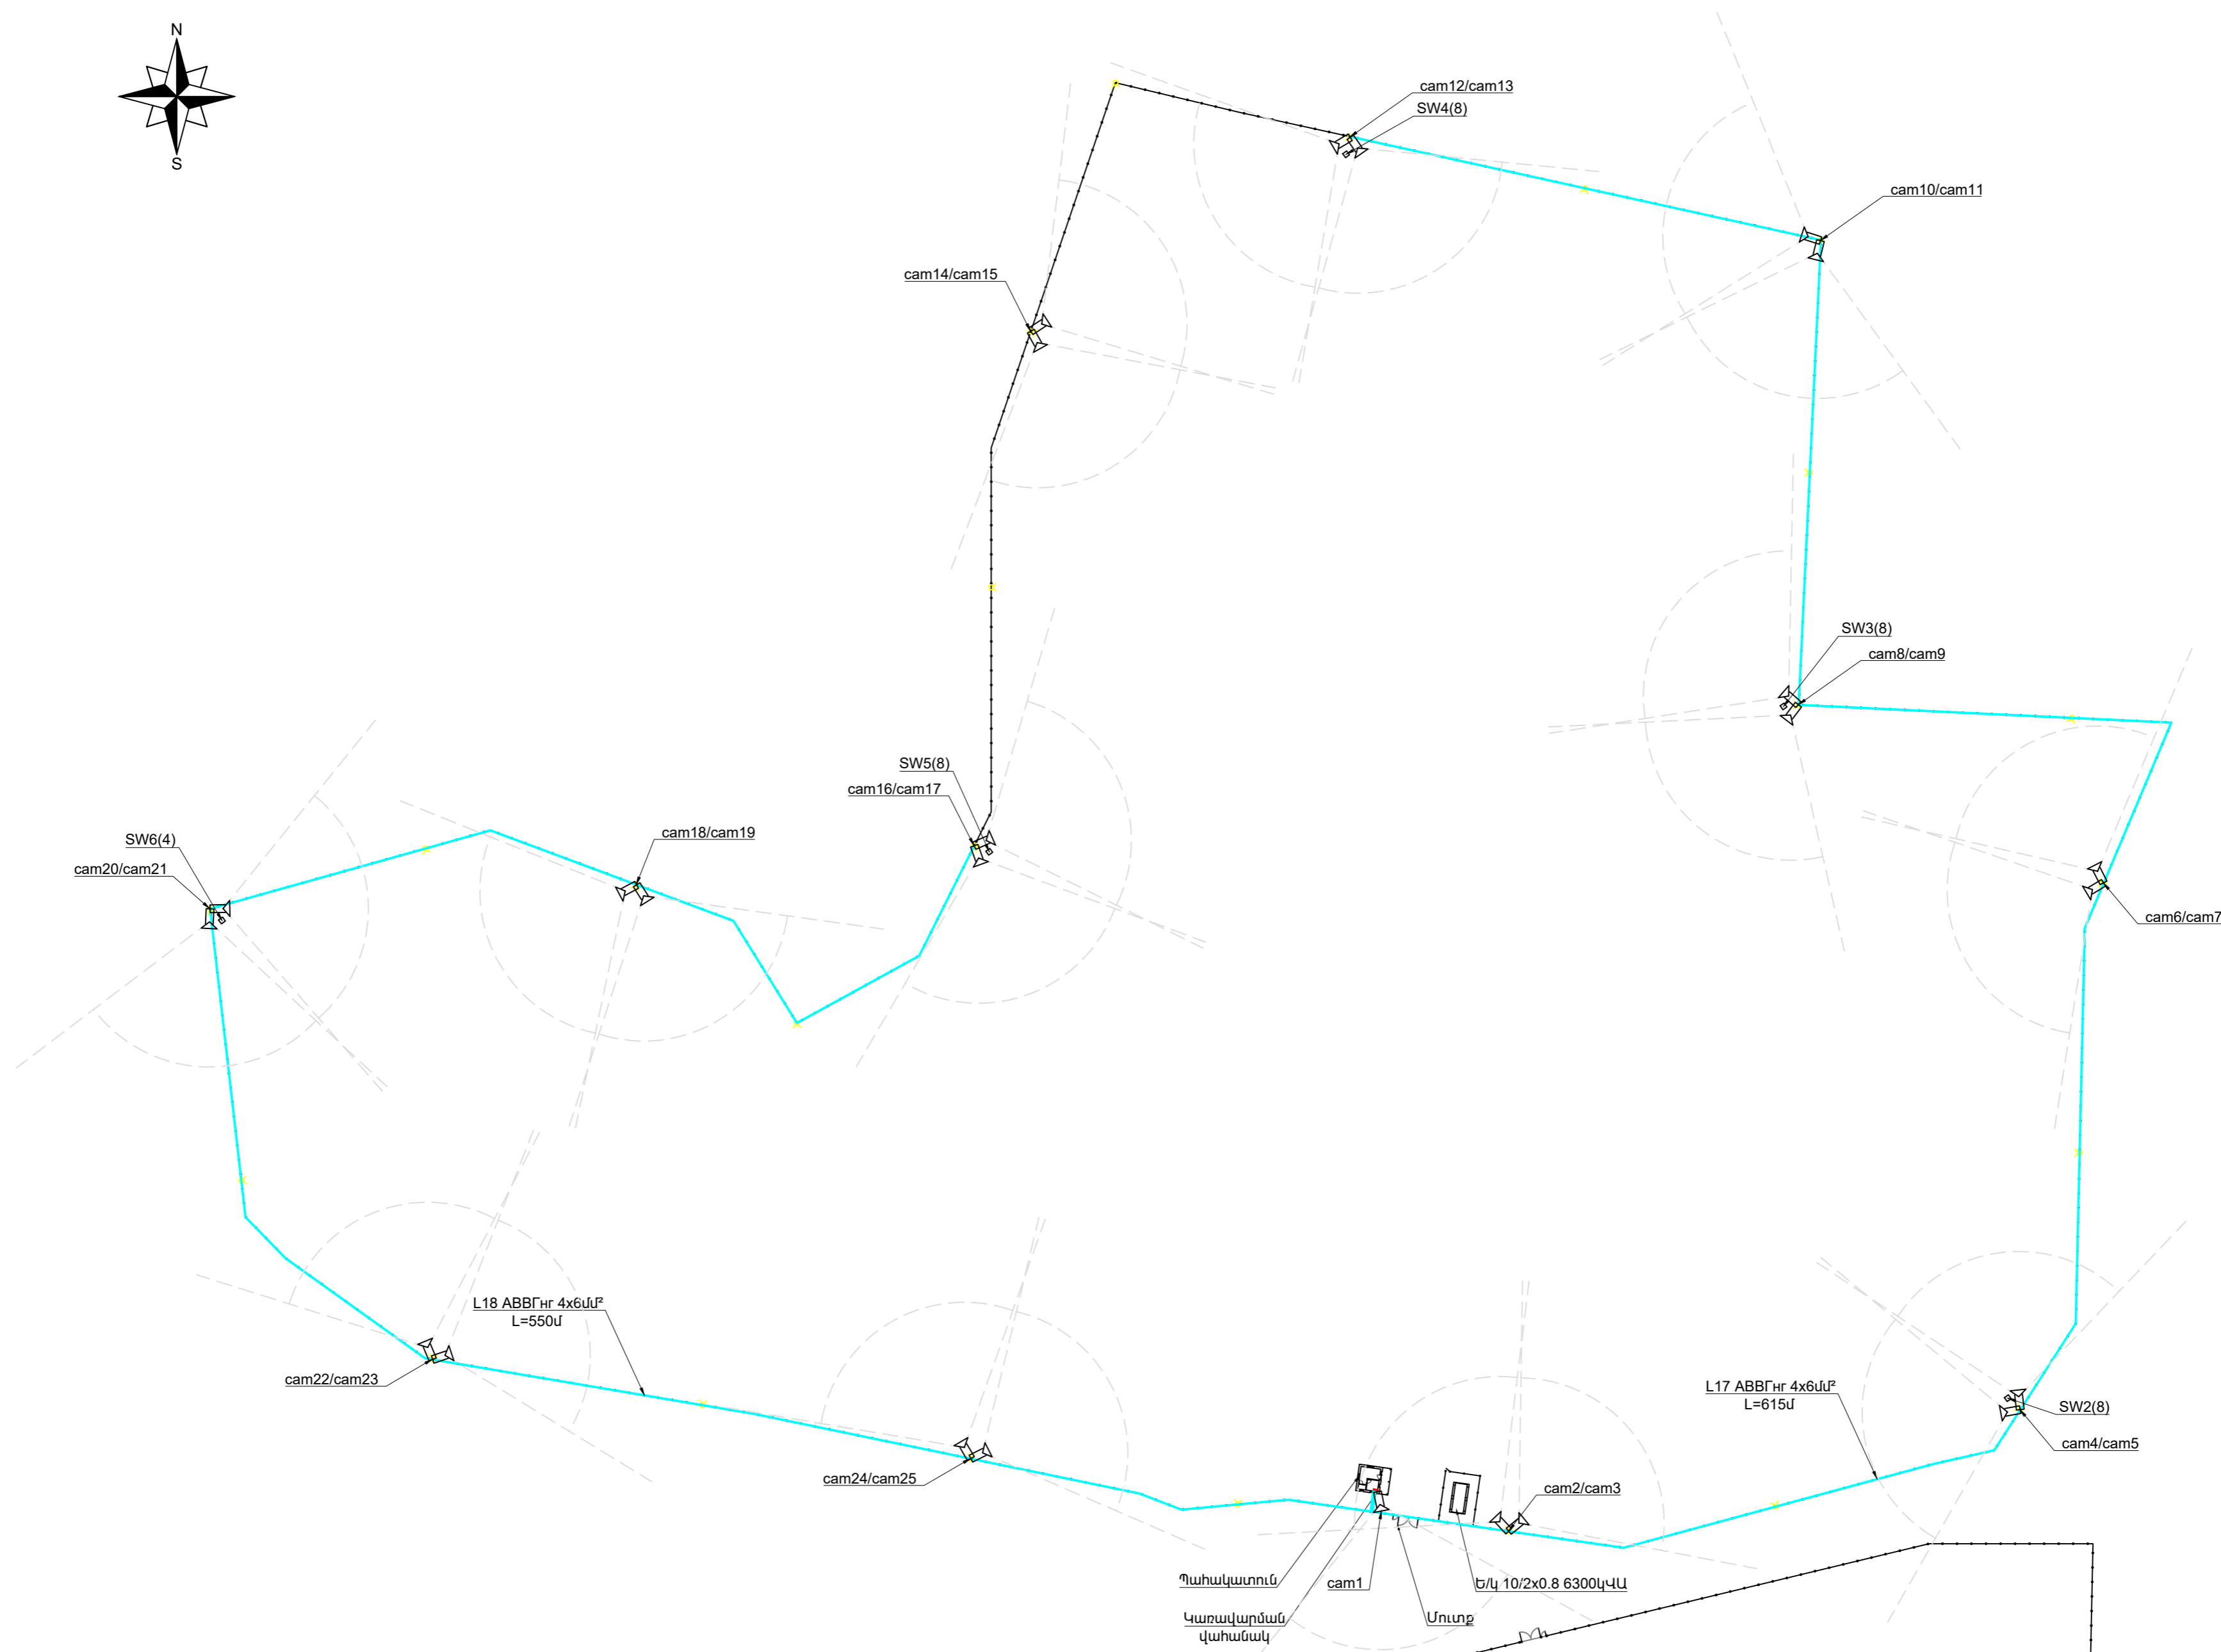 N
S
cam12/cam13
SW4(8)
cam10/cam11
cam14/cam15
SW3(8)
cam8/cam9
SW5(8)
cam16/cam17
cam18/cam19
SW6(4)
cam20/cam21
cam6/cam7
L18 АВВГнг 4x6մմ²
L=550մ
cam22/cam23
L17 АВВГнг 4x6մմ²
L=615մ
SW2(8)
cam4/cam5
cam24/cam25
cam2/cam3
Պահակատուն
cam1
Ե/կ 10/2x0.8 6300կՎԱ
Կառավարման
վահանակ
Մուտք